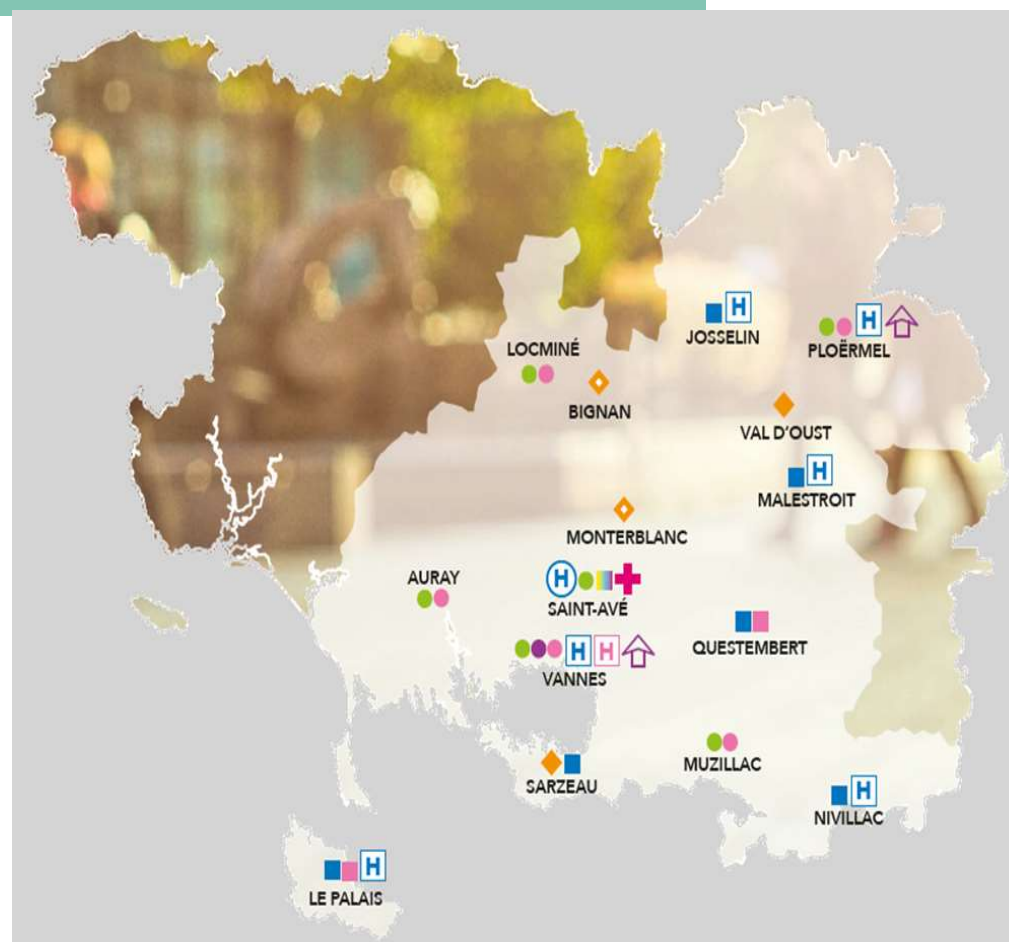 H
JOSSELIN
H
PLOËRMEL
LOCMINÉ
BIGNAN
VAL D'OUST
H
MALESTROIT
MONTERBLANC
AURAY
H
SAINT-AVÉ
QUESTEMBERT
H H
VANNES
MUZILLAC
SARZEAU
H
NIVILLAC
H
LE PALAIS